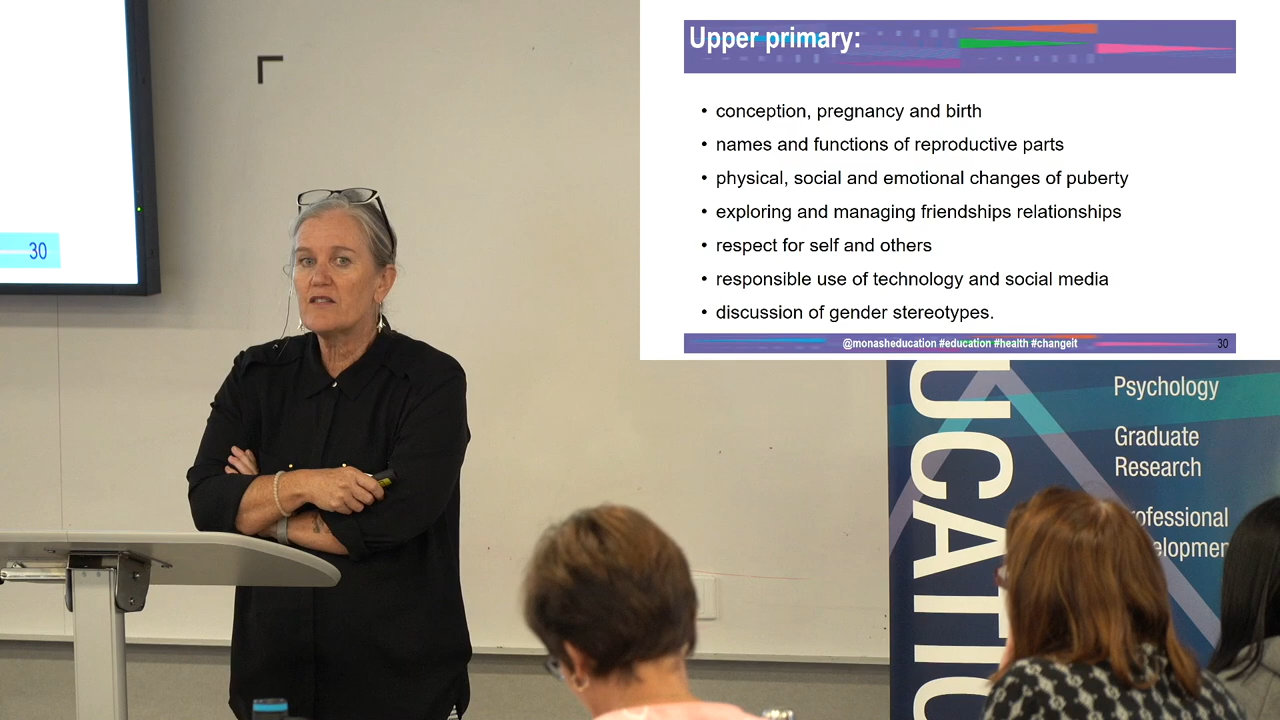 30
Upper primary:
• conception, pregnancy and birth
• names and functions of reproductive parts
• physical, social and emotional changes of puberty
• exploring and managing friendships relationships
• respect for self and others
• responsible use of technology and social media
• discussion of gender stereotypes.
@monasheducation #education #health #changeit
30
UCATIO
Psychology
Graduate
Research
rofessional
elopmen